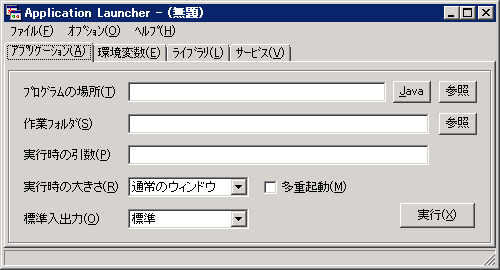 Application Launcher - (無題)
ﾌｧｲﾙ(F) ｵﾌﾟｼｮﾝ(O) ﾍﾙﾌﾟ(H)
ｱﾌﾟﾘｹｰｼｮﾝ(A) 環境変数(E) ﾗｲﾌﾞﾗﾘ(L) ｻｰﾋﾞｽ(V)
ﾌﾟﾛｸﾞﾗﾑの場所(T) Java 参照
作業ﾌｫﾙﾀﾞ(S) 参照
実行時の引数(P)
実行時の大きさ(R) 通常のウィンドウ 多重起動(M)
標準入出力(O) 標準 実行(X)